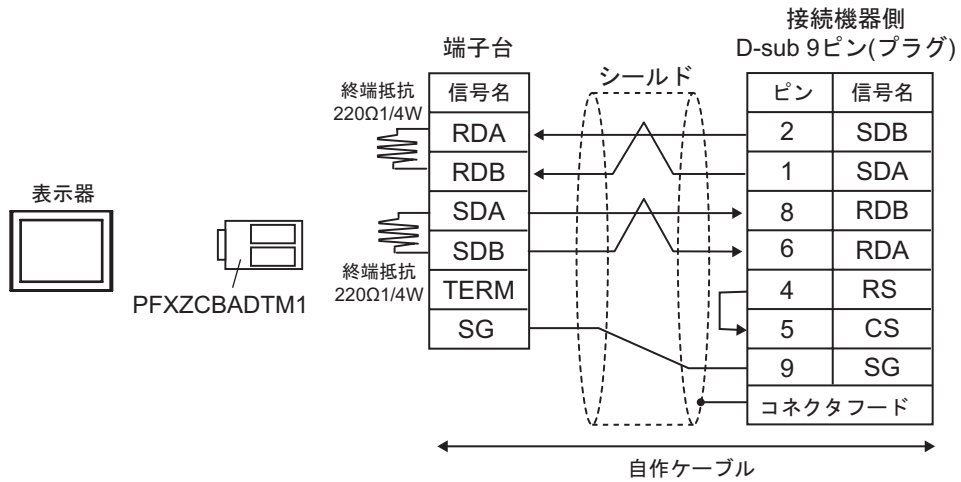 接続機器側
D-sub 9ピン(プラグ)
端子台
シールド
終端抵抗
220Ω1/4W
信号名
RDA
RDB
SDA
SDB
TERM
SG
終端抵抗
220Ω1/4W
表示器
PFXZCBADTM1
ピン 信号名
2 SDB
1 SDA
8 RDB
6 RDA
4 RS
5 CS
9 SG
コネクタフード
自作ケーブル